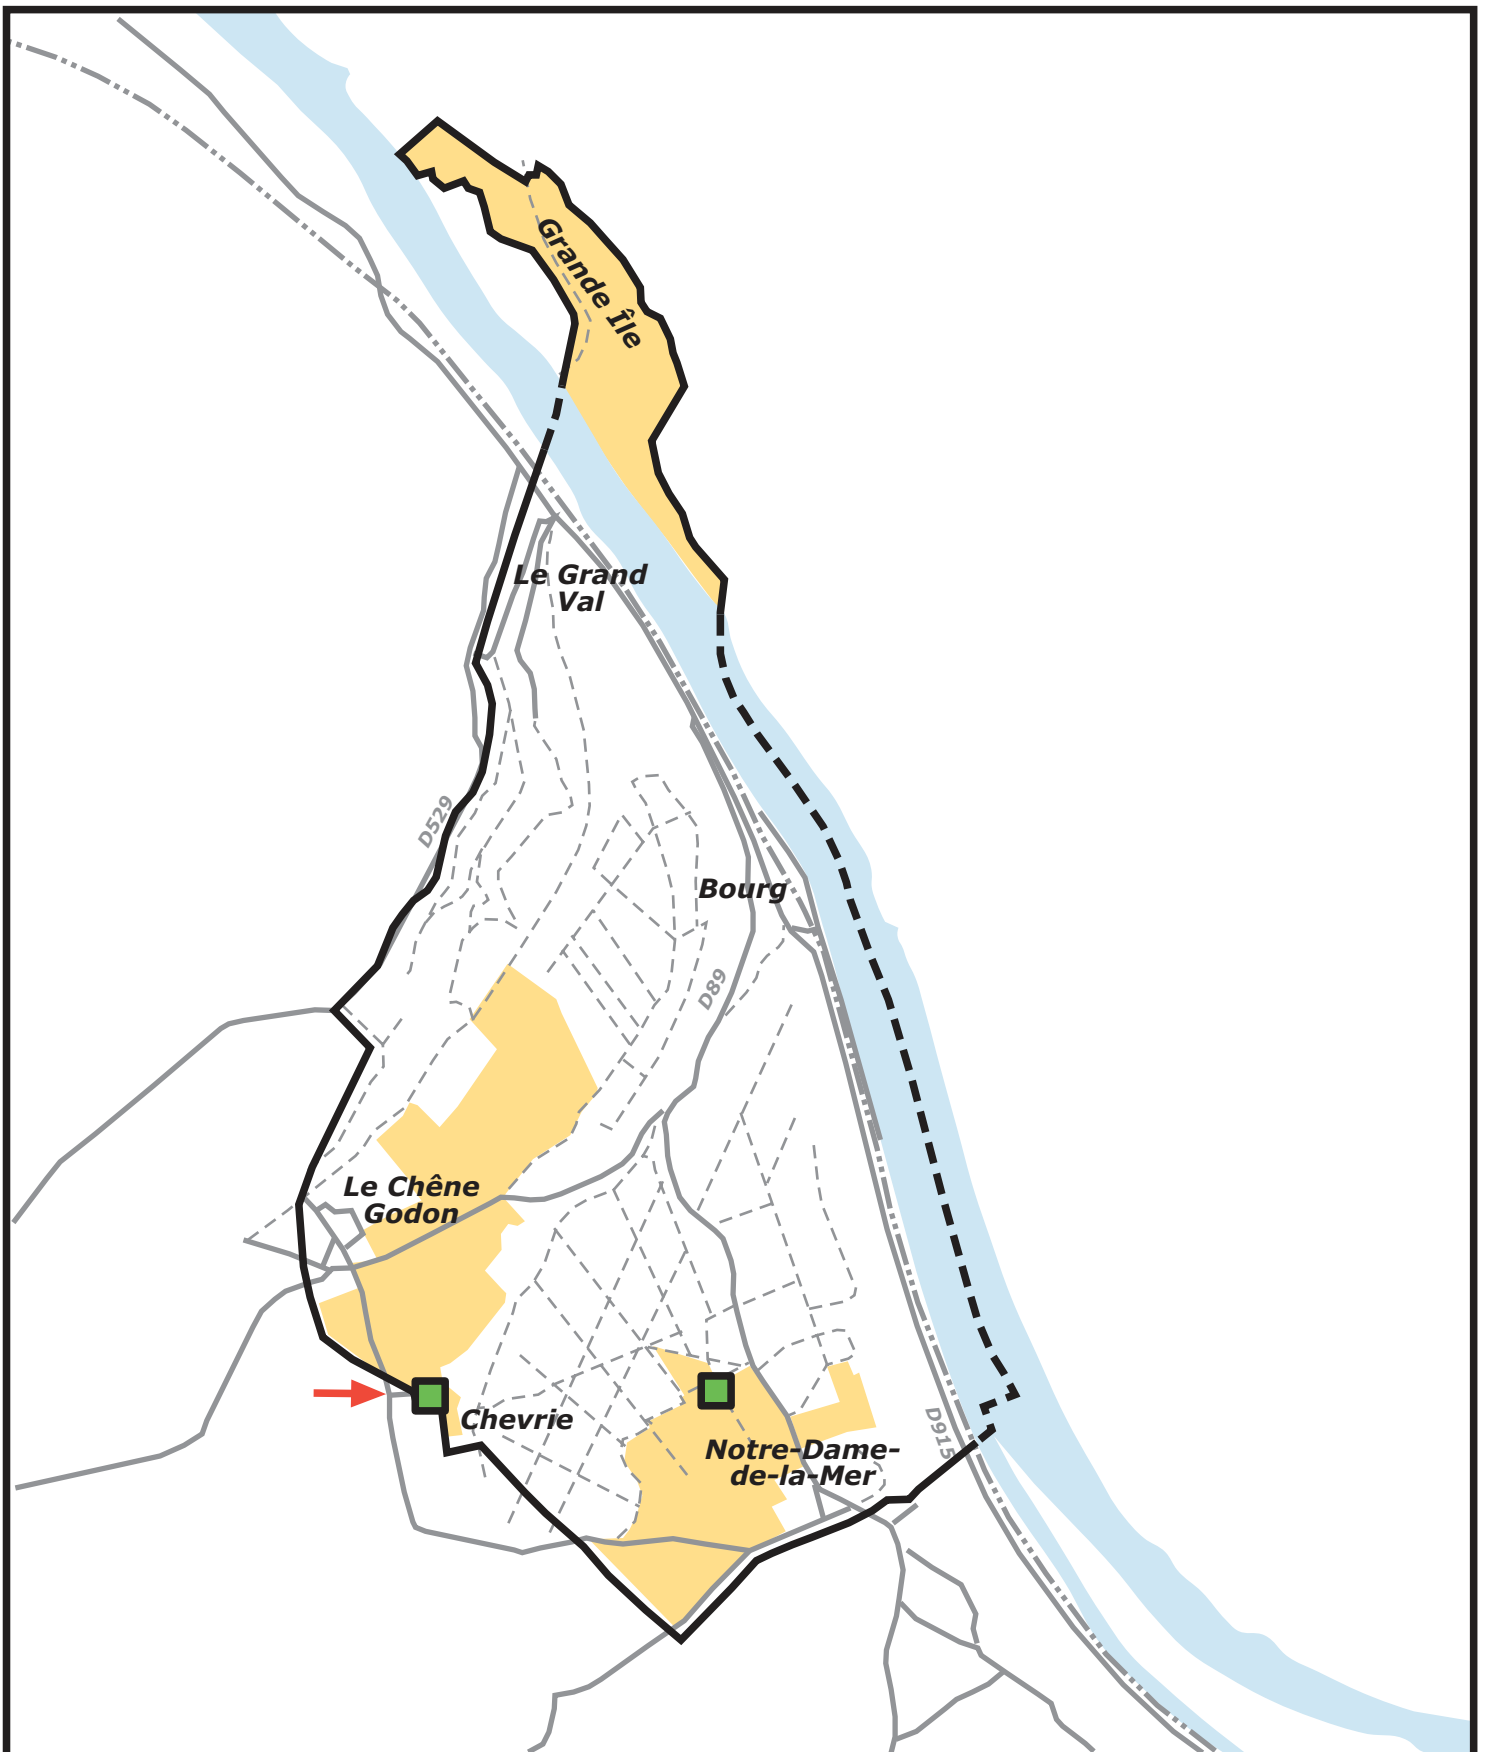 Grande Île
Le Grand
Val
D529
Bourg
D89
Le Chêne
Godon
Chevrie
D915
Notre-Dame-
de-la-Mer